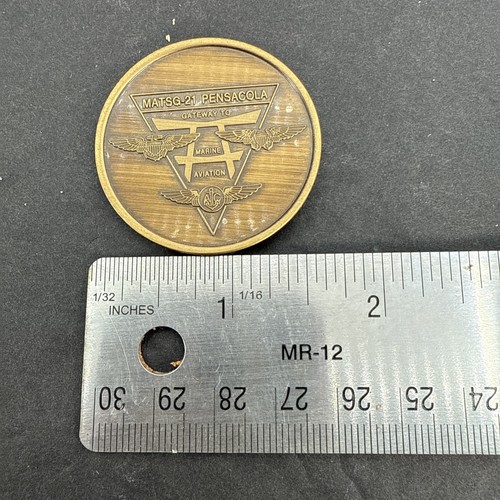 MATSG-21 PENSACOLA
GATEWAY TO
MARINE
AVIATION
1/32
INCHES
1
1/16
2
MR-12
30 29 28 27 26 25 24